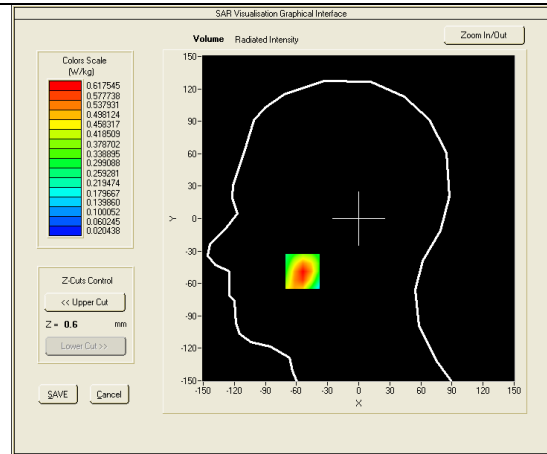 SAR Visualisation Graphical Interface
Volume Radiated Intensity
Zoom In/Out
Colors Scale
(W/kg)
0.617545
0.577738
0.537931
0.498124
0.458317
0.418509
0.378702
0.338895
0.299088
0.259281
0.219474
0.179667
0.139860
0.100052
0.060245
0.020438
Z-Cuts Control
<< Upper Cut
Z = 0.6 mm
Lower Cut >>
SAVE Cancel
150
120
90
60
30
0
-30
-60
-90
-120
-150
Y
-150 -120 -90 -60 -30 0 30 60 90 120 150
X